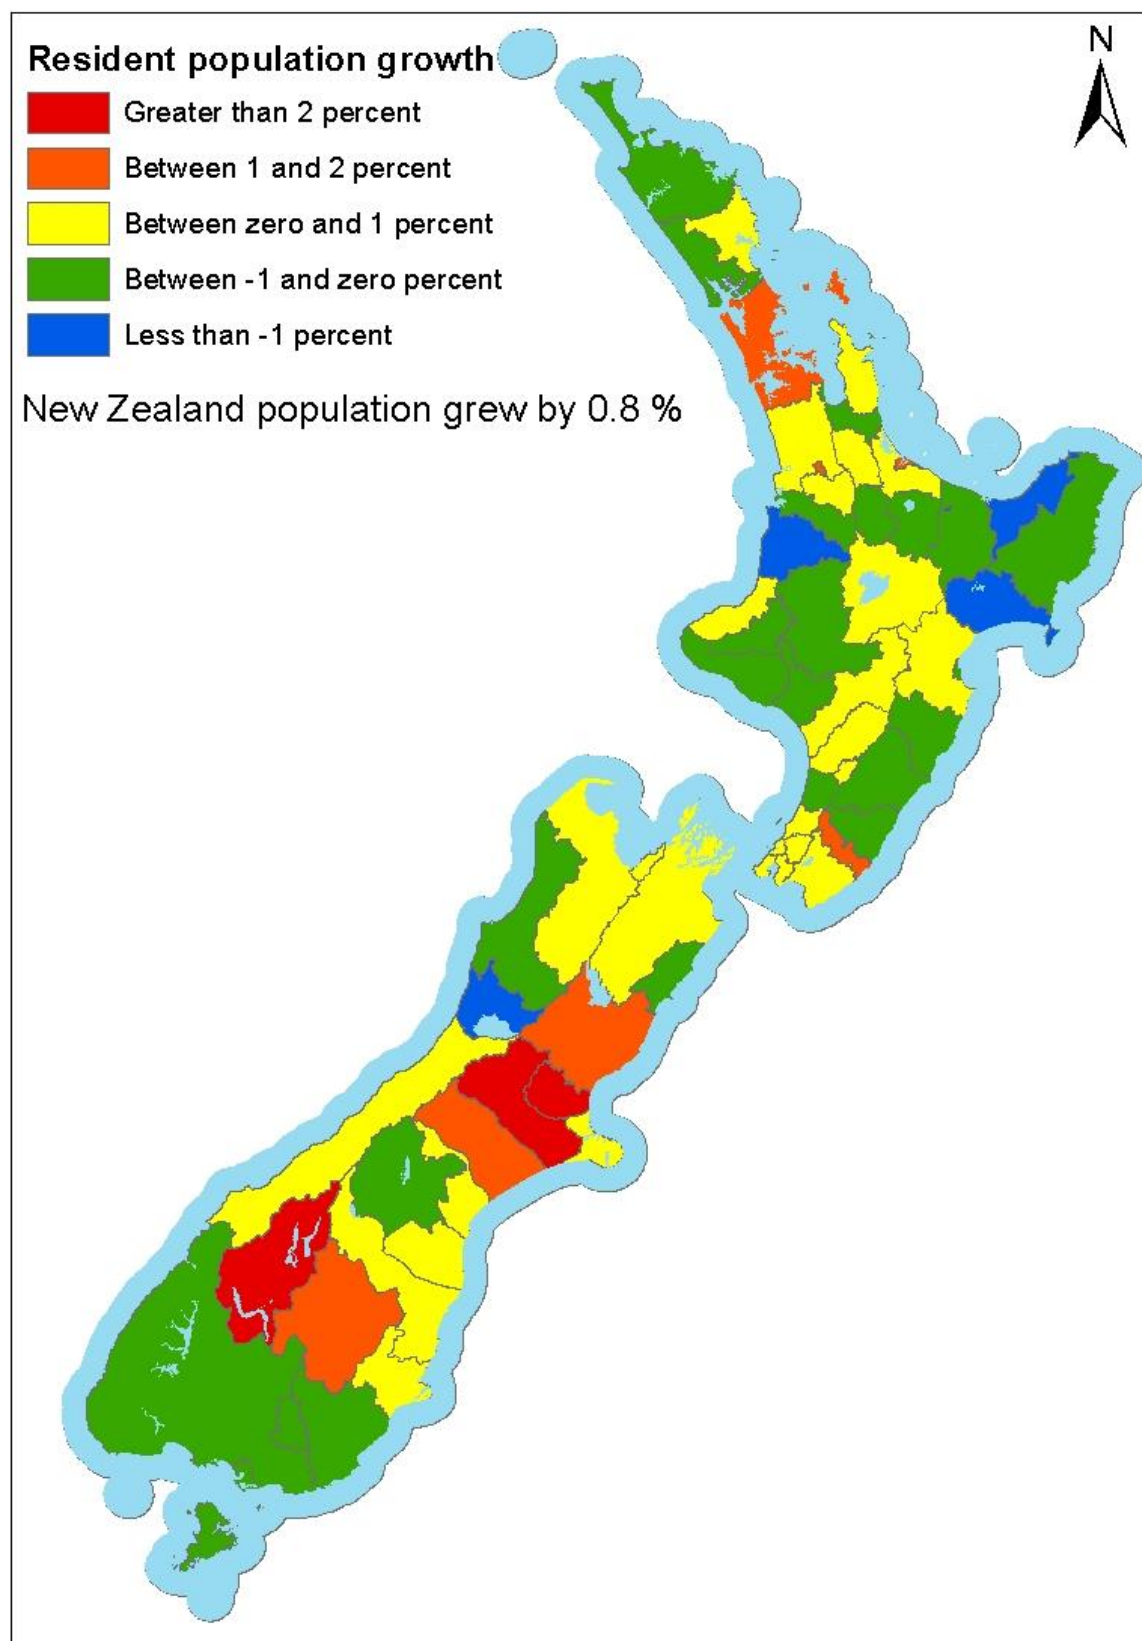 Resident population growth
Greater than 2 percent
Between 1 and 2 percent
Between zero and 1 percent
Between -1 and zero percent
Less than -1 percent
New Zealand population grew by 0.8 %
N